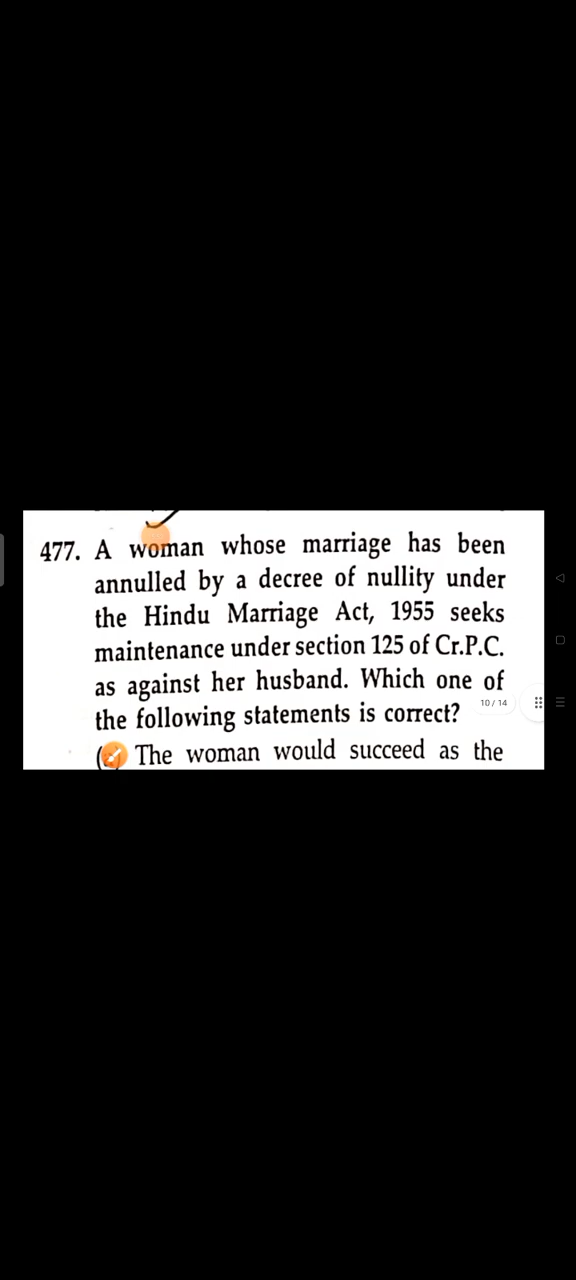 477. A woman whose marriage has been
annulled by a decree of nullity under
the Hindu Marriage Act, 1955 seeks
maintenance under section 125 of Cr.P.C.
as against her husband. Which one of
10 / 14
the following statements is correct?
( The woman would succeed as the